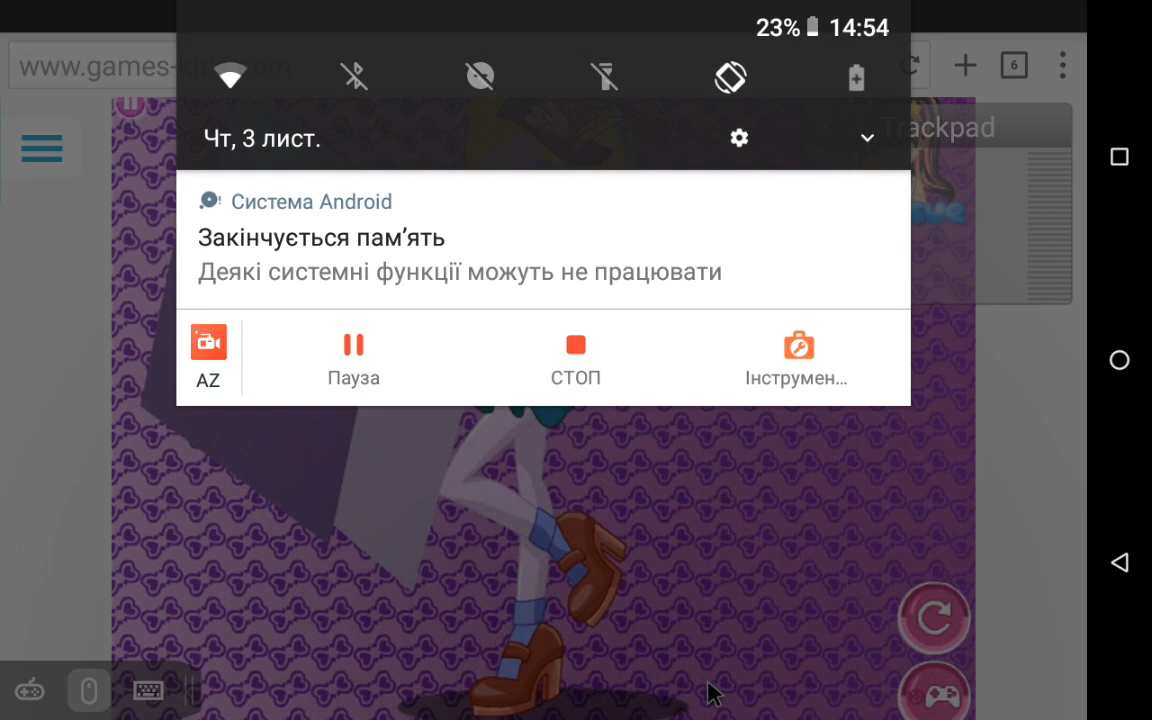 23% 14:54
www.games-
6
Чт, 3 лист.
Trackpad
Система Android
Закінчується пам’ять
Деякі системні функції можуть не працювати
AZ
Пауза
СТОП
Інструмен...